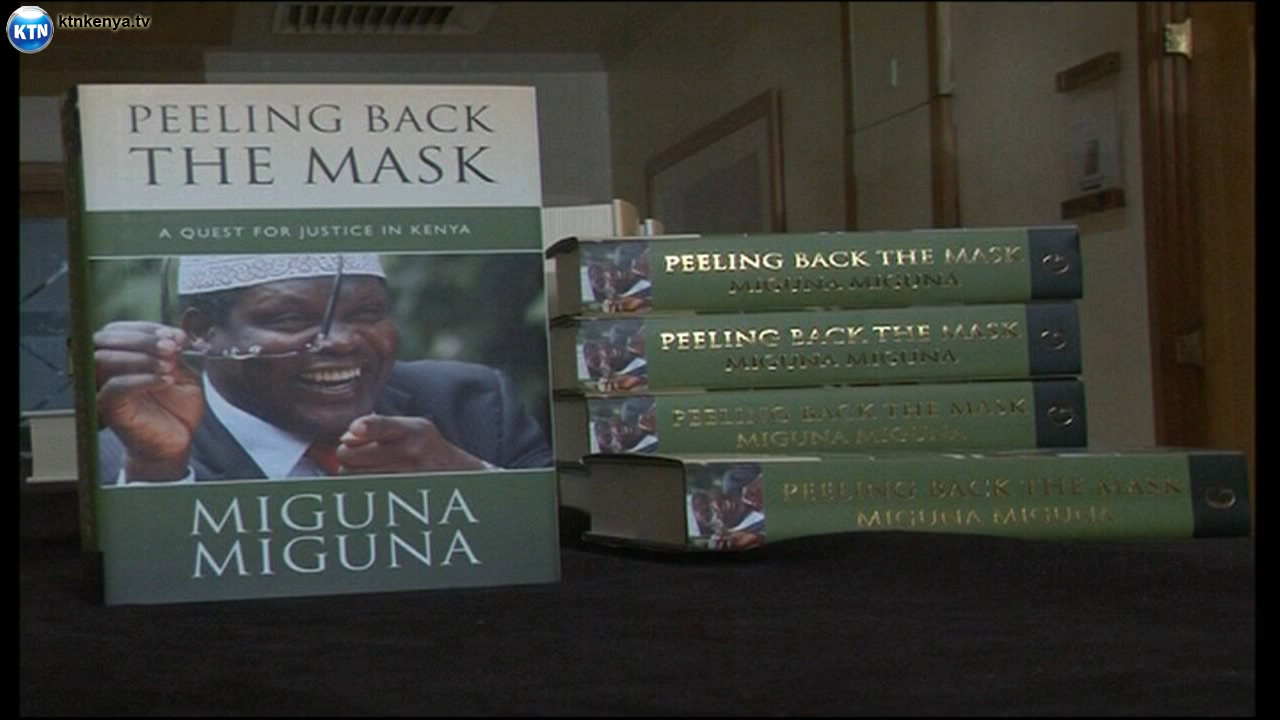 KTN
ktnkenya.tv
PEELING BACK
THE MASK
A QUEST FOR JUSTICE IN KENYA
MIGUNA
MIGUNA
PEELING BACK THE MASK
MIGUNA MIGUNA
PEELING BACK THE MASK
MIGUNA MIGUNA
PEELING BACK THE MASK
MIGUNA MIGUNA
PEELING BACK THE MASK
MIGUNA MIGUNA